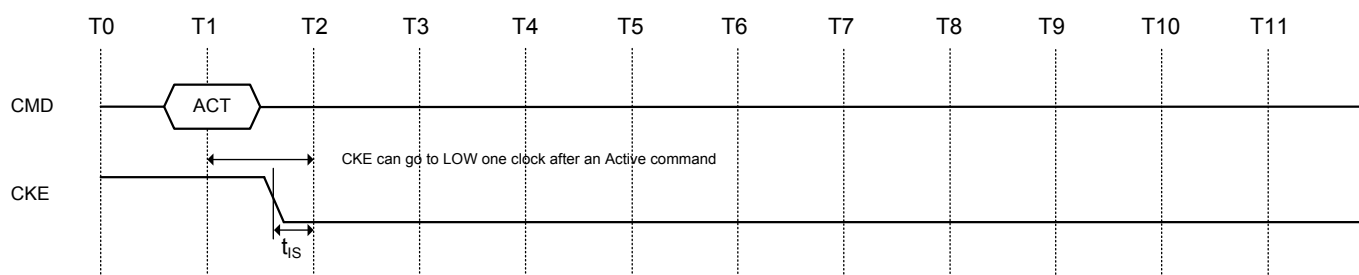 T0 T1 T2 T3 T4 T5 T6 T7 T8 T9 T10 T11
CMD ACT
CKE can go to LOW one clock after an Active command
CKE
tIS